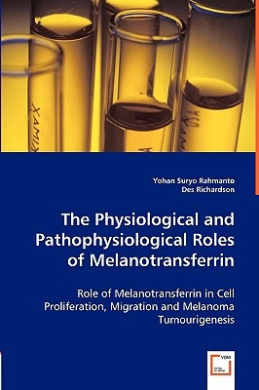 Yohan Suryo Rahmanto
Des Richardson
The Physiological and
Pathophysiological Roles
of Melanotransferrin
Role of Melanotransferrin in Cell
Proliferation, Migration and Melanoma
Tumourigenesis
VDM